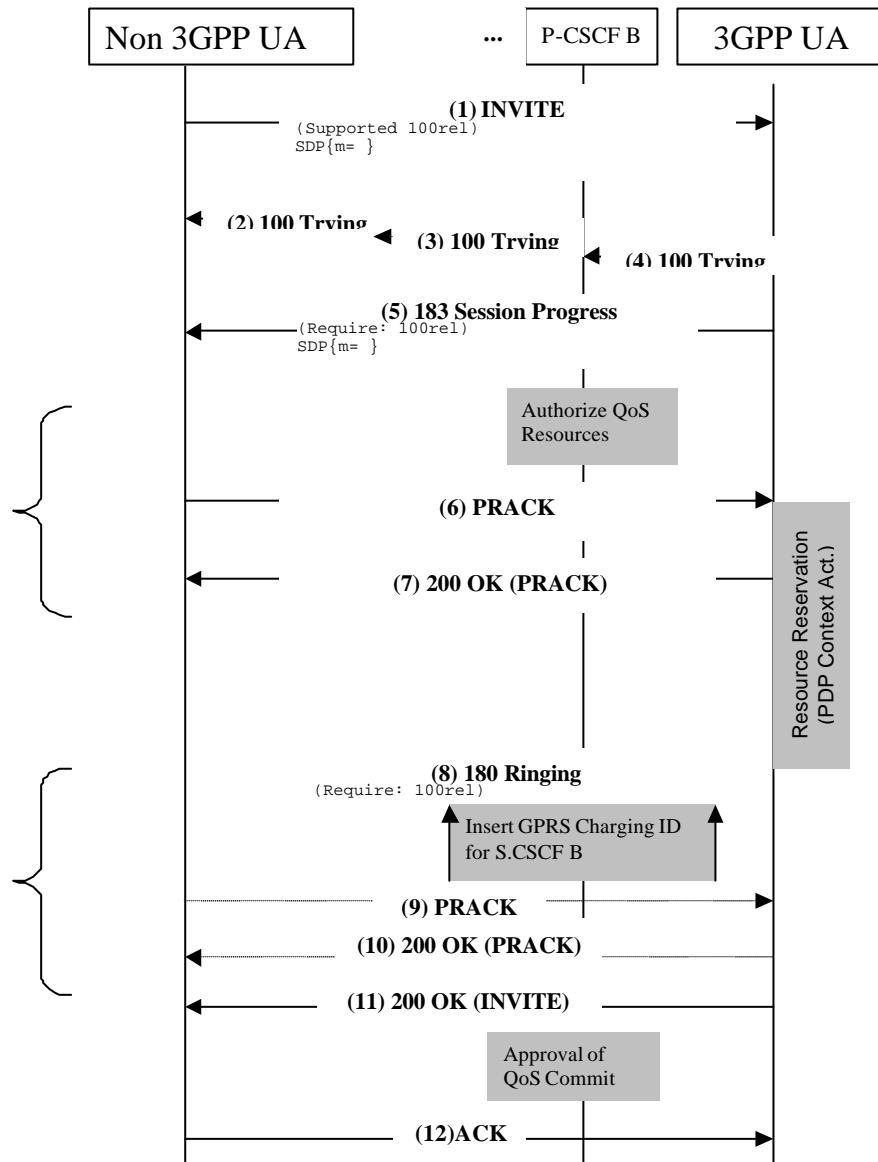 Non 3GPP UA
...
P-CSCF B
3GPP UA
(1) INVITE
(Supported 100rel)
SDP{m= }
(2) 100 Trying
(3) 100 Trying
(4) 100 Trying
(5) 183 Session Progress
(Require: 100rel)
SDP{m= }
Authorize QoS
Resources
(6) PRACK
(7) 200 OK (PRACK)
Resource Reservation
(PDP Context Act.)
(8) 180 Ringing
(Require: 100rel)
Insert GPRS Charging ID
for S.CSCF B
(9) PRACK
(10) 200 OK (PRACK)
(11) 200 OK (INVITE)
Approval of
QoS Commit
(12)ACK